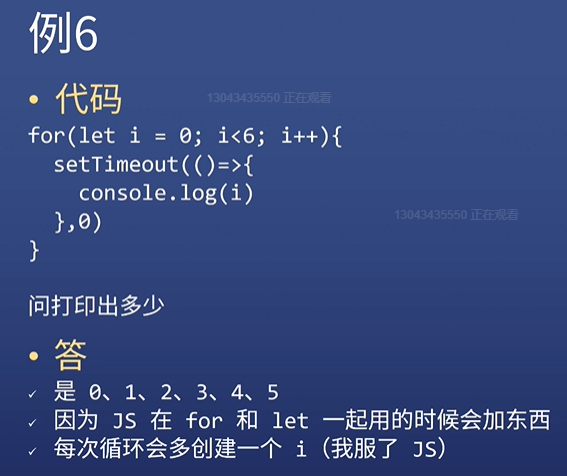 例6
• 代码
13043435550 正在观看
for(let i = 0; i<6; i++){
  setTimeout(()=>{
    console.log(i)
  },0)
}
13043435550 正在观看
问打印出多少
• 答
✓ 是 0、1、2、3、4、5
✓ 因为 JS 在 for 和 let 一起用的时候会加东西
✓ 每次循环会多创建一个 i（我服了 JS）